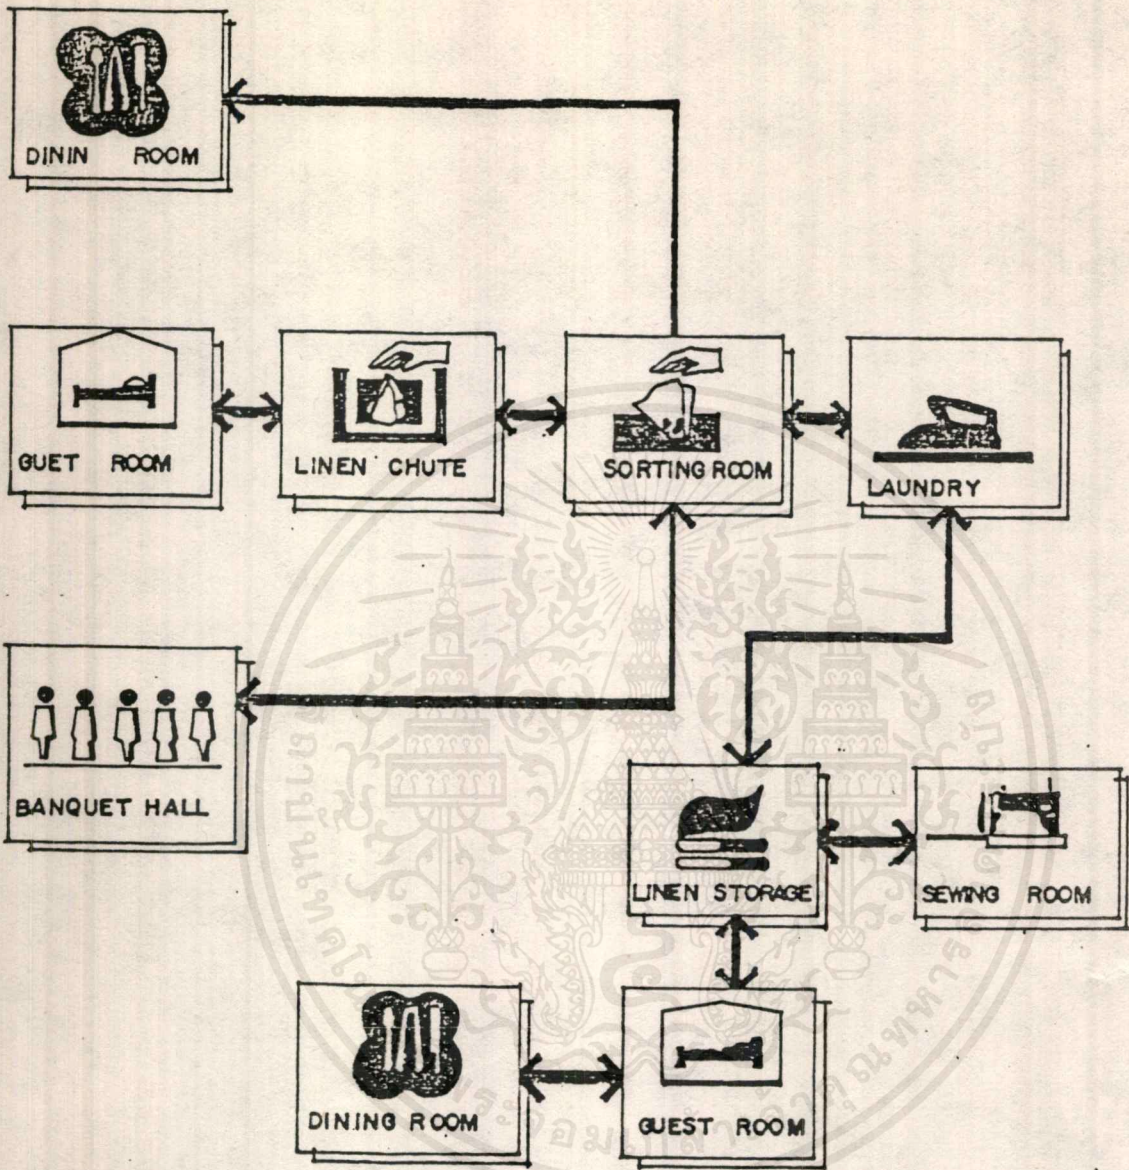 DININ ROOM
GUET ROOM
LINEN CHUTE
SORTING ROOM
LAUNDRY
BANQUET HALL
LINEN STORAGE
SEWING ROOM
DINING ROOM
GUEST ROOM